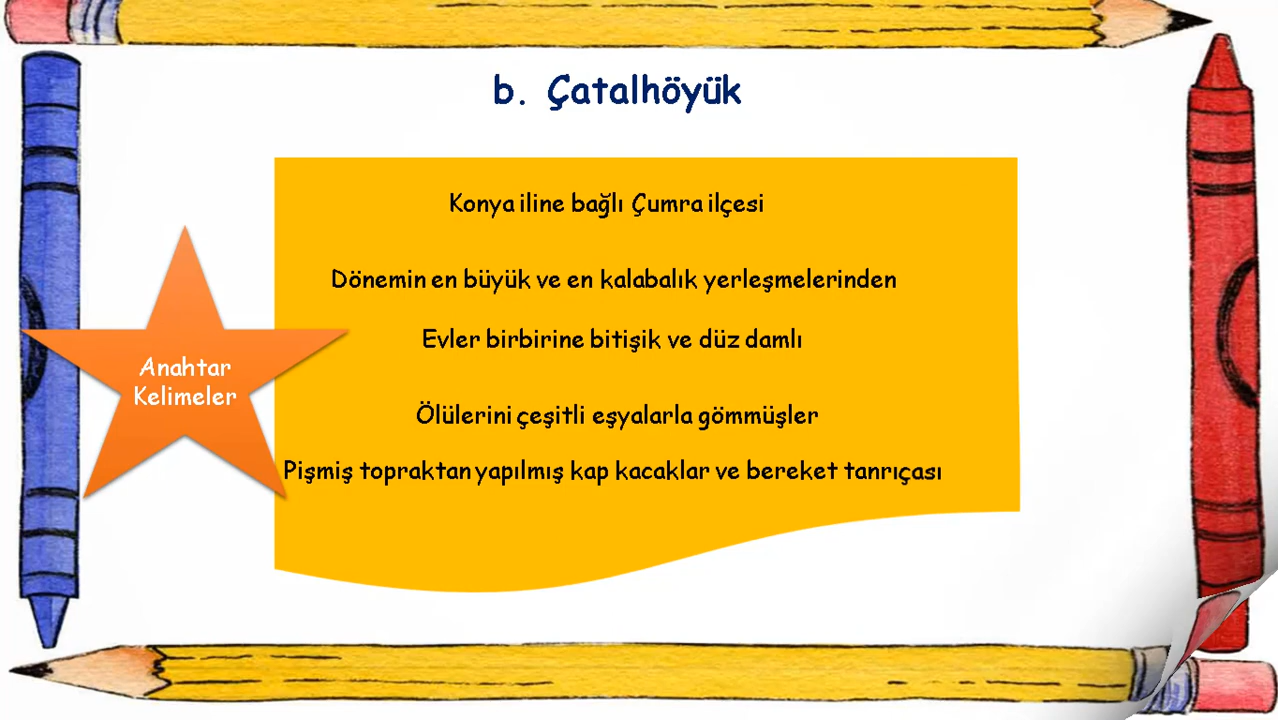 b. Çatalhöyük
Konya iline bağlı Çumra ilçesi
Dönemin en büyük ve en kalabalık yerleşmelerinden
Evler birbirine bitişik ve düz damlı
Anahtar
Kelimeler
Ölülerini çeşitli eşyalarla gömmüşler
Pişmiş topraktan yapılmış kap kacaklar ve bereket tanrıçası